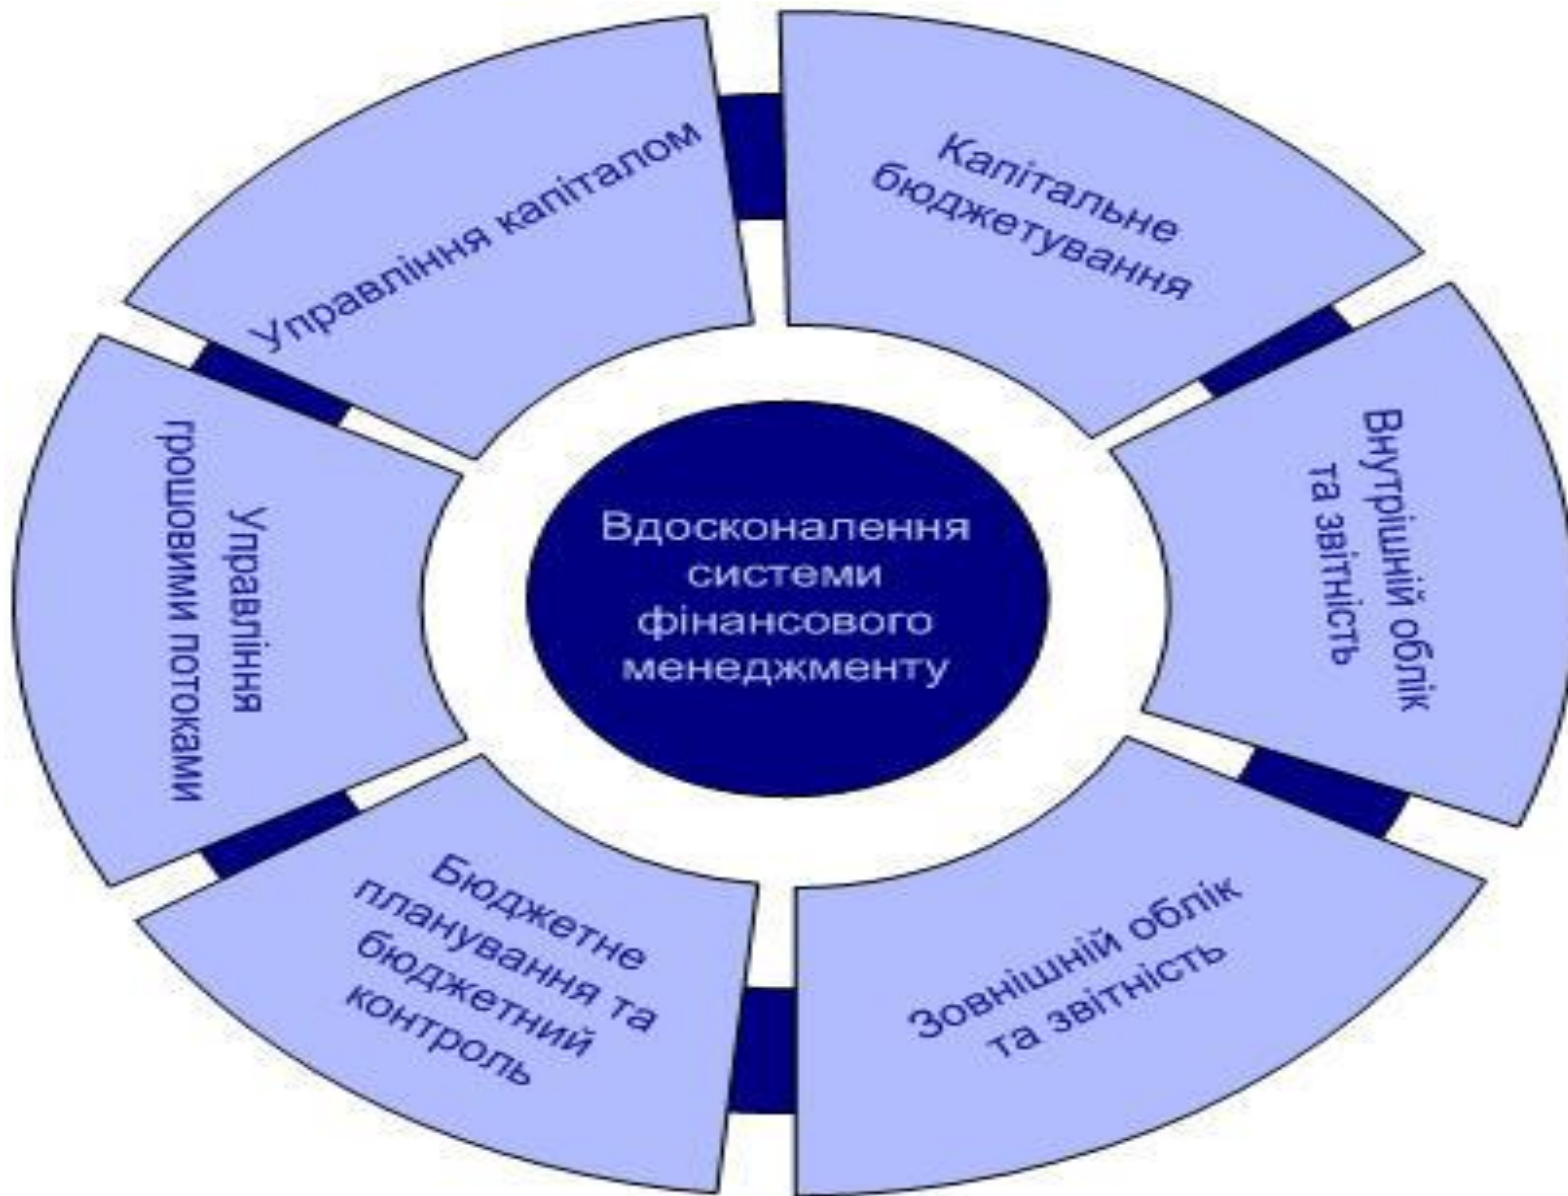 Управління капіталом
Капітальне
бюджетування
Внутрішній облік
та звітність
Зовнішній облік
та звітність
Бюджетне
планування та
бюджетний
контроль
Управління
грошовими потоками
Вдосконалення
системи
фінансового
менеджменту